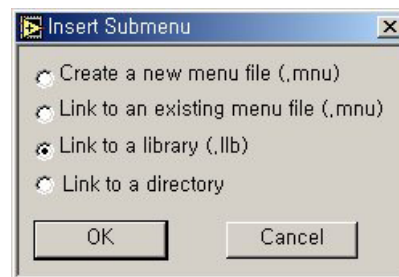 Insert Submenu
Create a new menu file (,mnu)
Link to an existing menu file (,mnu)
Link to a library (,llb)
Link to a directory
OK
Cancel